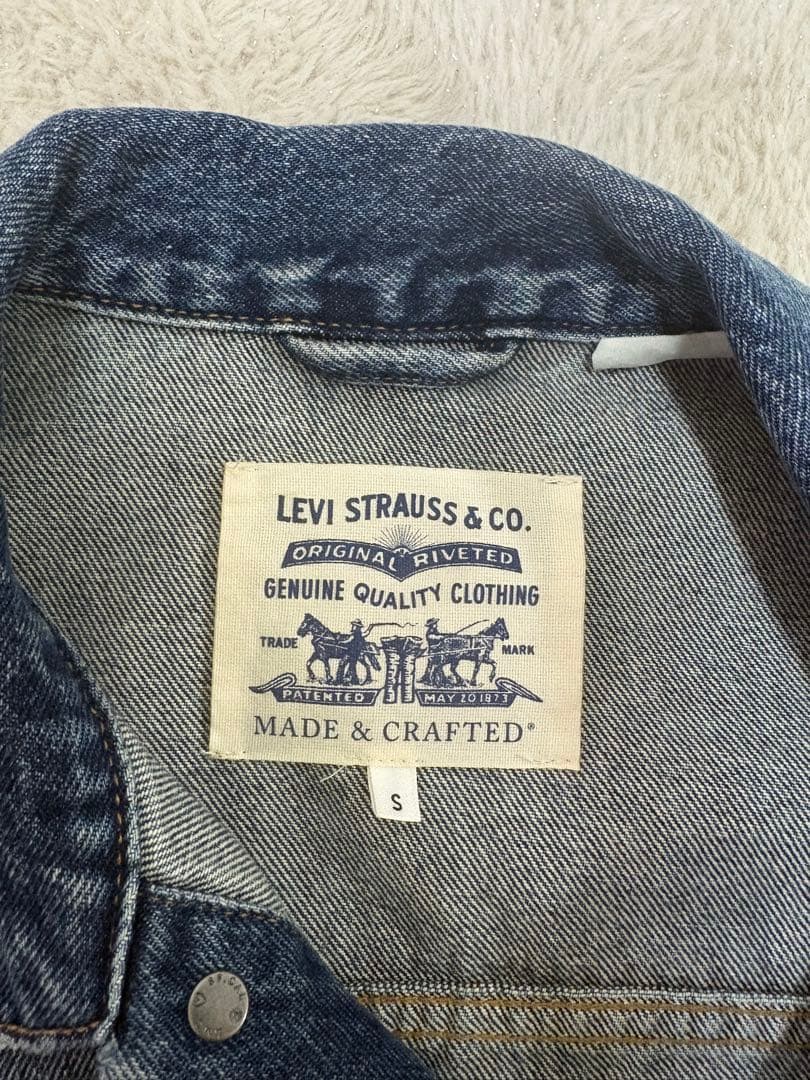 LEVI STRAUSS & CO.
ORIGINAL RIVETED
GENUINE QUALITY CLOTHING
TRADE MARK
PATENTED MAY 20 1873
MADE & CRAFTED®
S